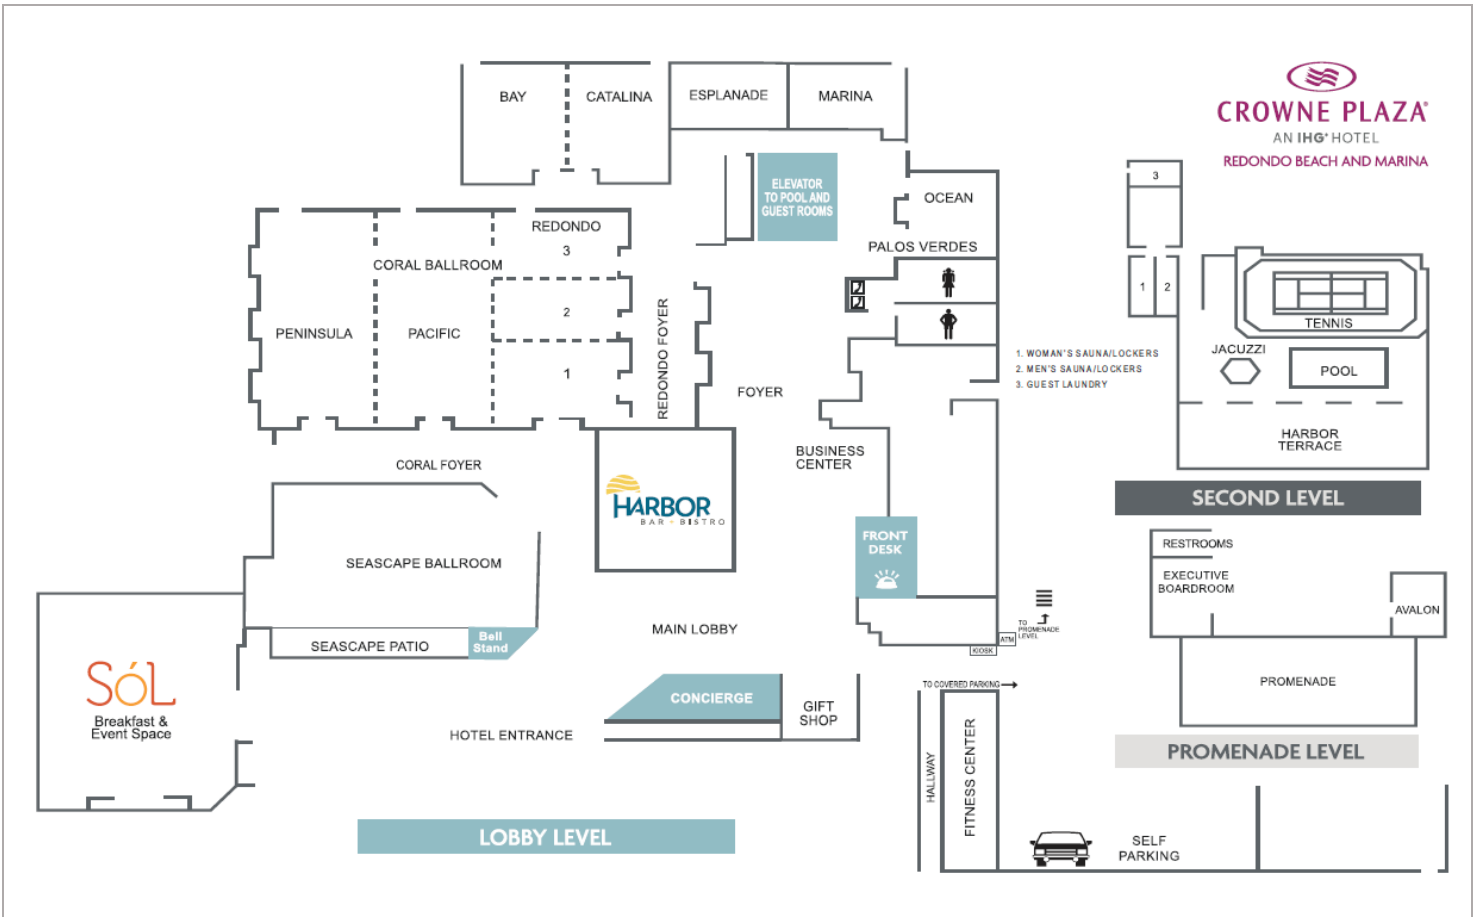 BAY
CATALINA
ESPLANADE
MARINA
CROWNE PLAZA
AN IHG® HOTEL
REDONDO BEACH AND MARINA
ELEVATOR
TO POOL AND
GUEST ROOMS
OCEAN
PALOS VERDES
REDONDO
3
CORAL BALLROOM
2
PENINSULA
PACIFIC
1
REDONDO FOYER
FOYER
BUSINESS
CENTER
CORAL FOYER
HARBOR
BAR + BISTRO
FRONT
DESK
SEASCAPE BALLROOM
SEASCAPE PATIO
Bell
Stand
MAIN LOBBY
SÓL
Breakfast &
Event Space
CONCIERGE
GIFT
SHOP
HOTEL ENTRANCE
LOBBY LEVEL
TO
PROMENADE
LEVEL
ATM
KIOSK
TO COVERED PARKING
HALLWAY
FITNESS CENTER
SELF
PARKING
3
1
2
1. WOMAN'S SAUNA/LOCKERS
2. MEN'S SAUNA/LOCKERS
3. GUEST LAUNDRY
TENNIS
JACUZZI
POOL
HARBOR
TERRACE
SECOND LEVEL
RESTROOMS
EXECUTIVE
BOARDROOM
AVALON
PROMENADE
PROMENADE LEVEL